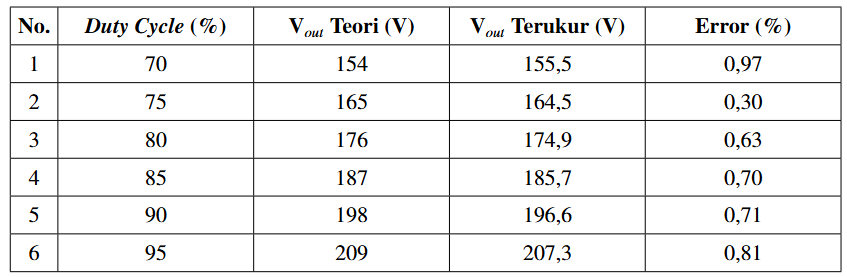 No. Duty Cycle (%) Vout Teori (V) Vout Terukur (V) Error (%)
1 70 154 155,5 0,97
2 75 165 164,5 0,30
3 80 176 174,9 0,63
4 85 187 185,7 0,70
5 90 198 196,6 0,71
6 95 209 207,3 0,81